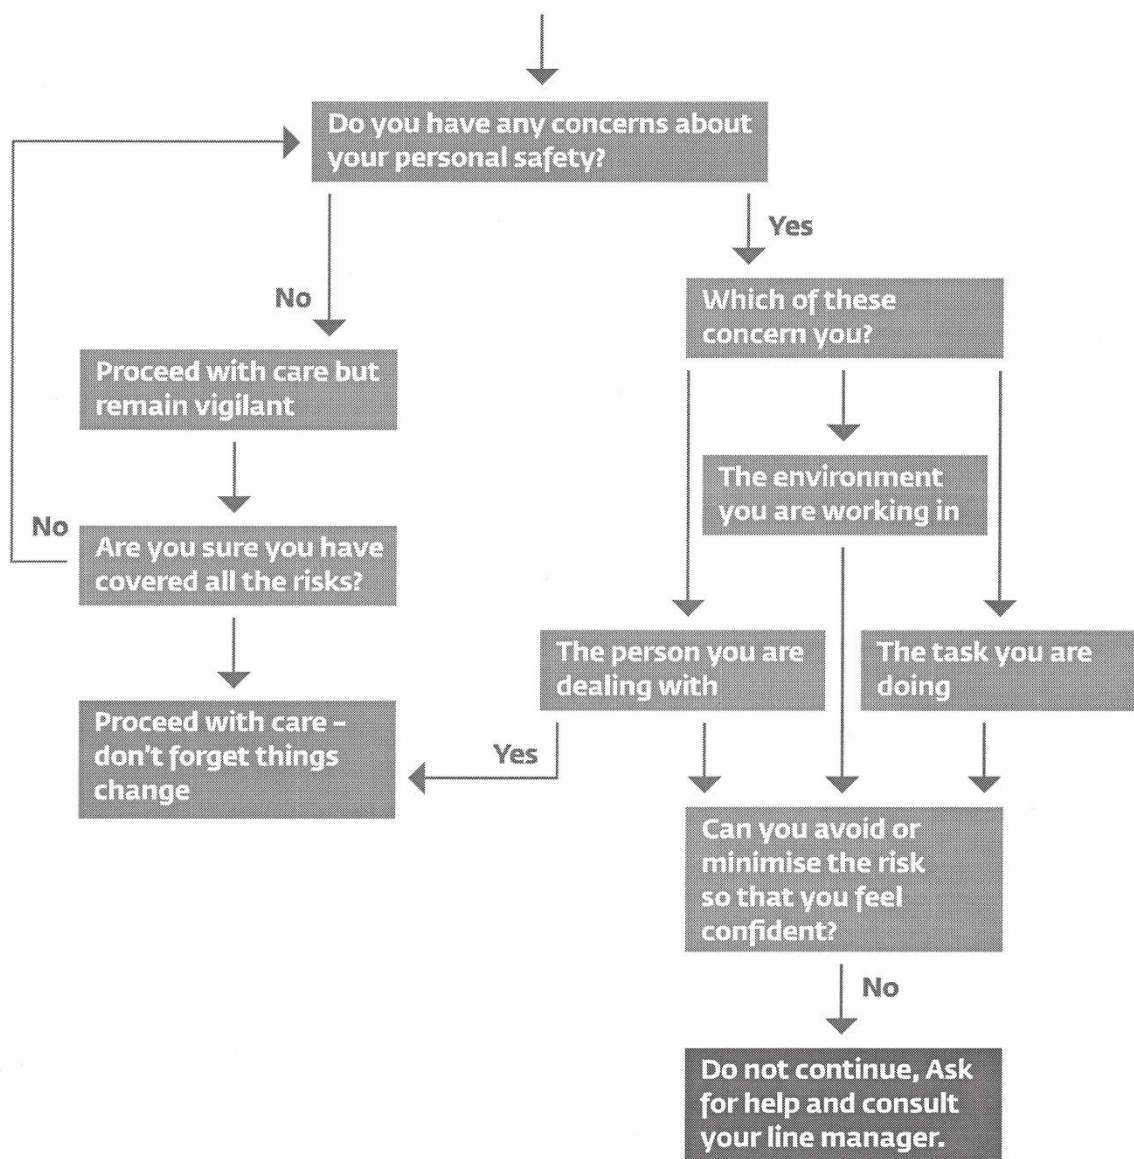 Do you have any concerns about
your personal safety?
Yes
No
Which of these
concern you?
Proceed with care but
remain vigilant
The environment
you are working in
No
Are you sure you have
covered all the risks?
The person you are
dealing with
The task you are
doing
Proceed with care –
don't forget things
change
Yes
Can you avoid or
minimise the risk
so that you feel
confident?
No
Do not continue, Ask
for help and consult
your line manager.